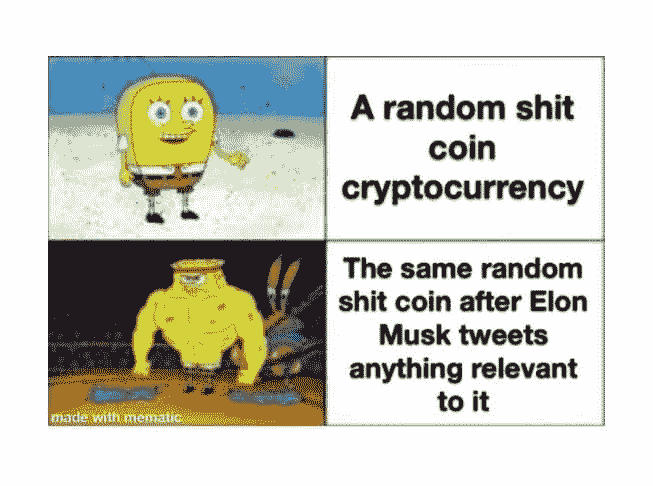 A random shit
coin
cryptocurrency
The same random
shit coin after Elon
Musk tweets
anything relevant
to it
made with mematic